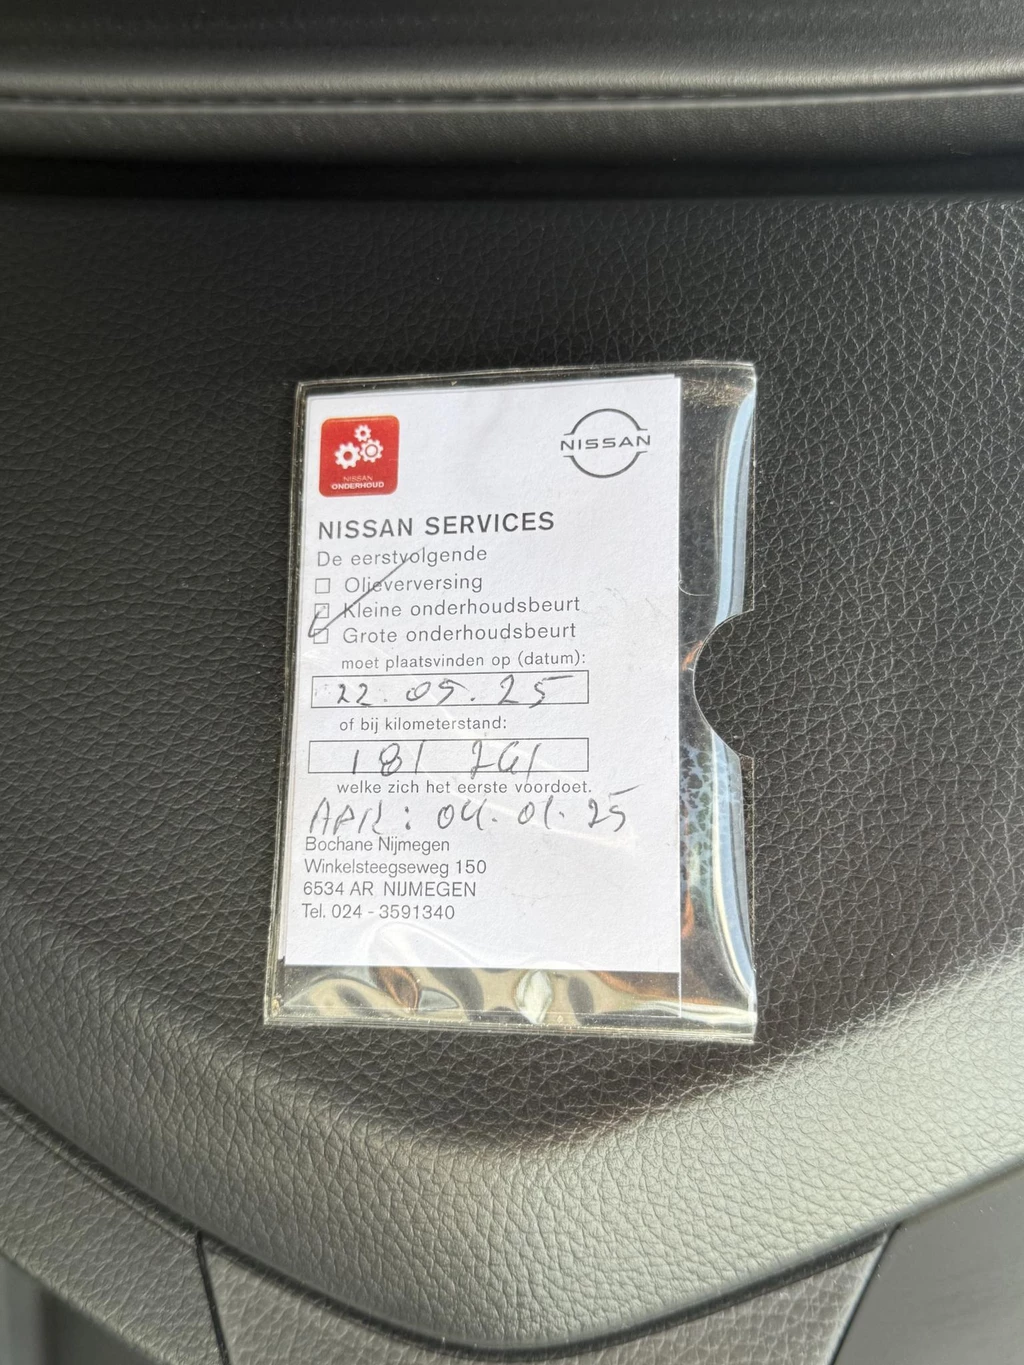 NISSAN
ONDERHOUD
NISSAN
NISSAN SERVICES
De eerstvolgende
☐ Olieverversing
☑ Kleine onderhoudsbeurt
☐ Grote onderhoudsbeurt
moet plaatsvinden op (datum):
22.05.25
of bij kilometerstand:
181 261
welke zich het eerste voordoet.
APK: 04.01.25
Bochane Nijmegen
Winkelsteegseweg 150
6534 AR NIJMEGEN
Tel. 024 - 3591340